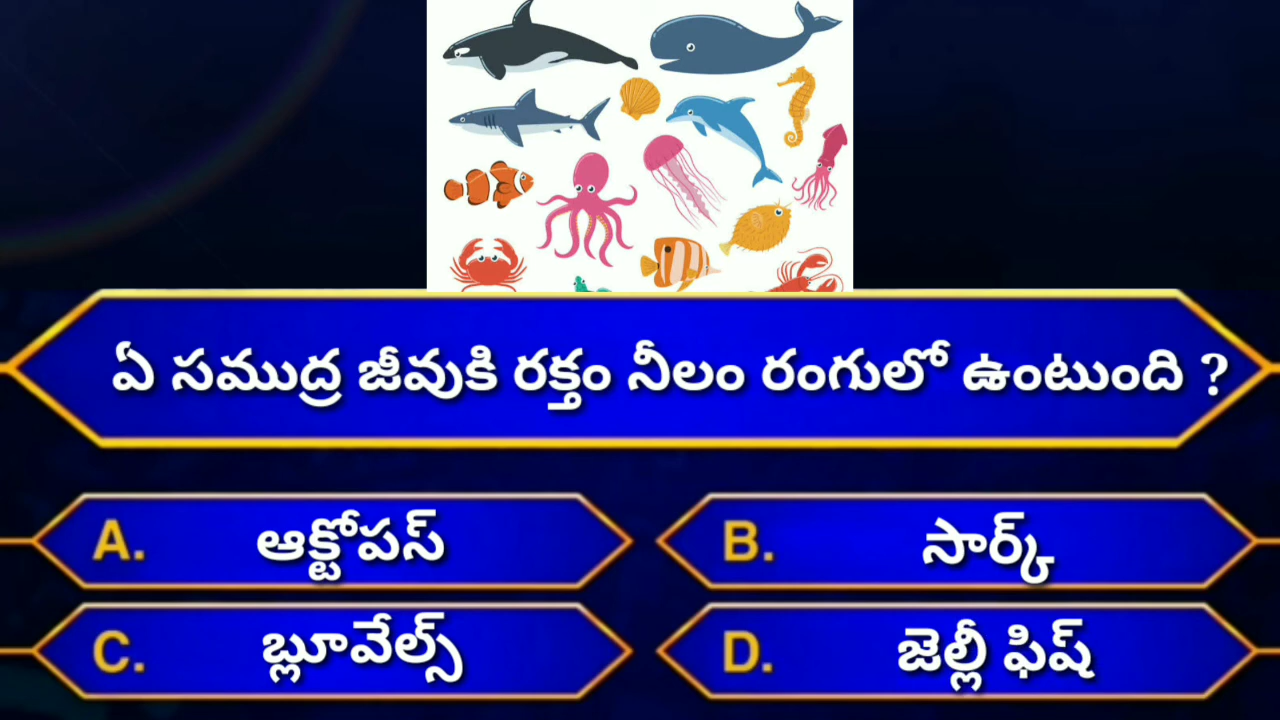 ఏ సముద్ర జీవుకి రక్తం నీలం రంగులో ఉంటుంది ?
A. ఆక్టోపస్
B. సార్క్
C. బ్లూవేల్స్
D. జెల్లీ ఫిష్